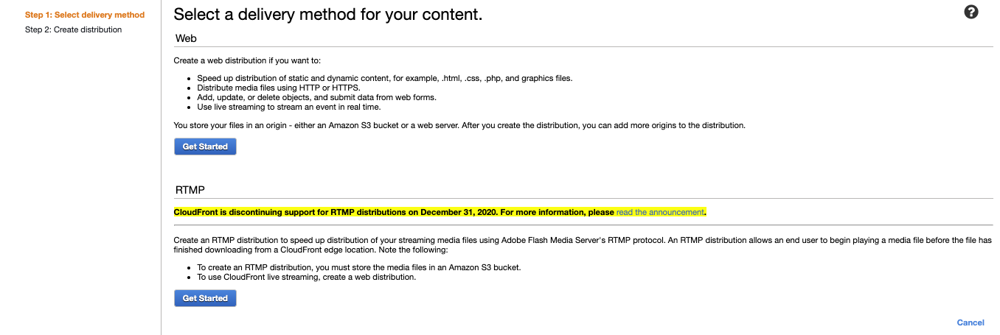 Step 1: Select delivery method
Step 2: Create distribution
Select a delivery method for your content.
?
Web
Create a web distribution if you want to:
• Speed up distribution of static and dynamic content, for example, .html, .css, .php, and graphics files.
• Distribute media files using HTTP or HTTPS.
• Add, update, or delete objects, and submit data from web forms.
• Use live streaming to stream an event in real time.
You store your files in an origin - either an Amazon S3 bucket or a web server. After you create the distribution, you can add more origins to the distribution.
Get Started
RTMP
CloudFront is discontinuing support for RTMP distributions on December 31, 2020. For more information, please read the announcement.
Create an RTMP distribution to speed up distribution of your streaming media files using Adobe Flash Media Server's RTMP protocol. An RTMP distribution allows an end user to begin playing a media file before the file has
finished downloading from a CloudFront edge location. Note the following:
• To create an RTMP distribution, you must store the media files in an Amazon S3 bucket.
• To use CloudFront live streaming, create a web distribution.
Get Started
Cancel